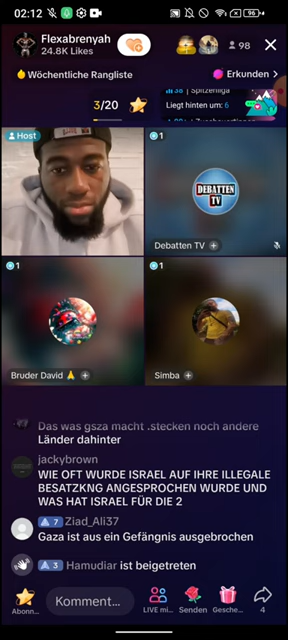 02:12
96
Flexabrenyah
24.8K Likes
98
Wöchentliche Rangliste
Erkunden >
3/20
Spitzenliga
Liegt hinten um: 6
Host
1
DEBATTEN
TV
Debatten TV +
1
Bruder David 🙏 +
1
Simba +
Das was gsza macht .stecken noch andere
Länder dahinter
jackybrown
WIE OFT WURDE ISRAEL AUF IHRE ILLEGALE
BESATZKNG ANGESPROCHEN WURDE UND
WAS HAT ISRAEL FÜR DIE 2
7 Ziad_Ali37
Gaza ist aus ein Gefängnis ausgebrochen
3 Hamudiar ist beigetreten
Abonn...
Komment...
LIVE mi...
Senden
Gesche...
4